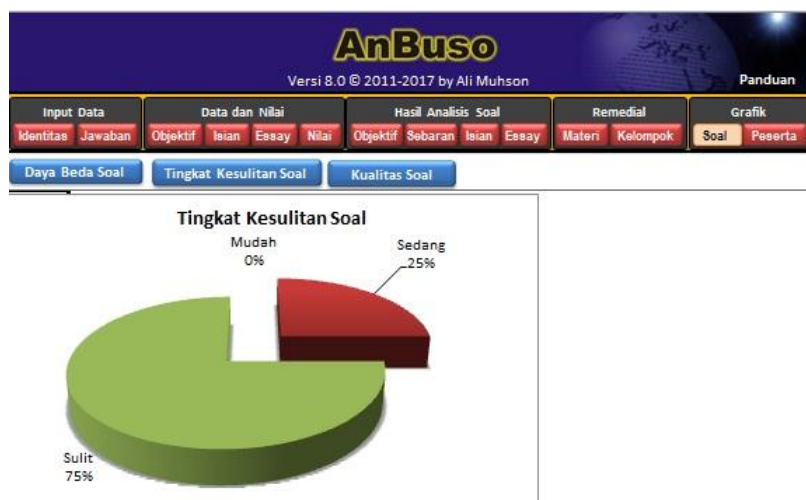 AnBuso
Versi 8.0 © 2011-2017 by Ali Muhson
Panduan
Input Data Data dan Nilai Hasil Analisis Soal Remedial Grafik
Identitas Jawaban Objektif Isian Essay Nilai Objektif Sebaran Isian Essay Materi Kelompok Soal Peserta
Daya Beda Soal Tingkat Kesulitan Soal Kualitas Soal
Tingkat Kesulitan Soal
Mudah
0%
Sedang
25%
Sulit
75%